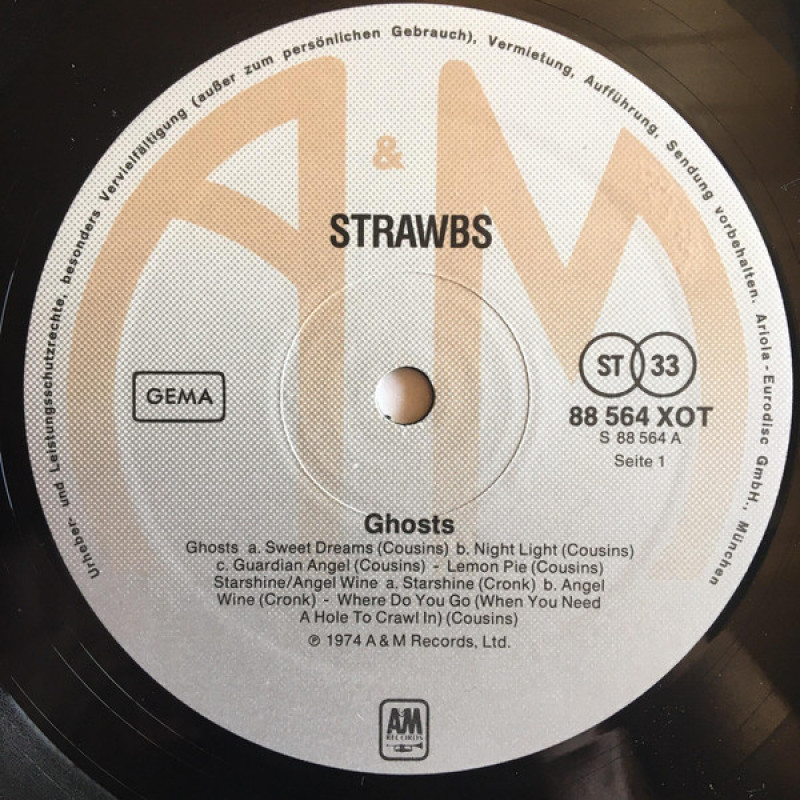 Urheber- und Leistungsschutzrechte, besonders Vervielfältigung (außer zum persönlichen Gebrauch), Vermietung, Aufführung, Sendung vorbehalten. Ariola - Eurodisc GmbH., München
A & M
STRAWBS
GEMA
ST 33
88 564 XOT
S 88 564 A
Seite 1
Ghosts
Ghosts a. Sweet Dreams (Cousins) b. Night Light (Cousins)
c. Guardian Angel (Cousins) - Lemon Pie (Cousins)
Starshine/Angel Wine a. Starshine (Cronk) b. Angel
Wine (Cronk) - Where Do You Go (When You Need
A Hole To Crawl In) (Cousins)
℗ 1974 A & M Records, Ltd.
A&M
RECORDS